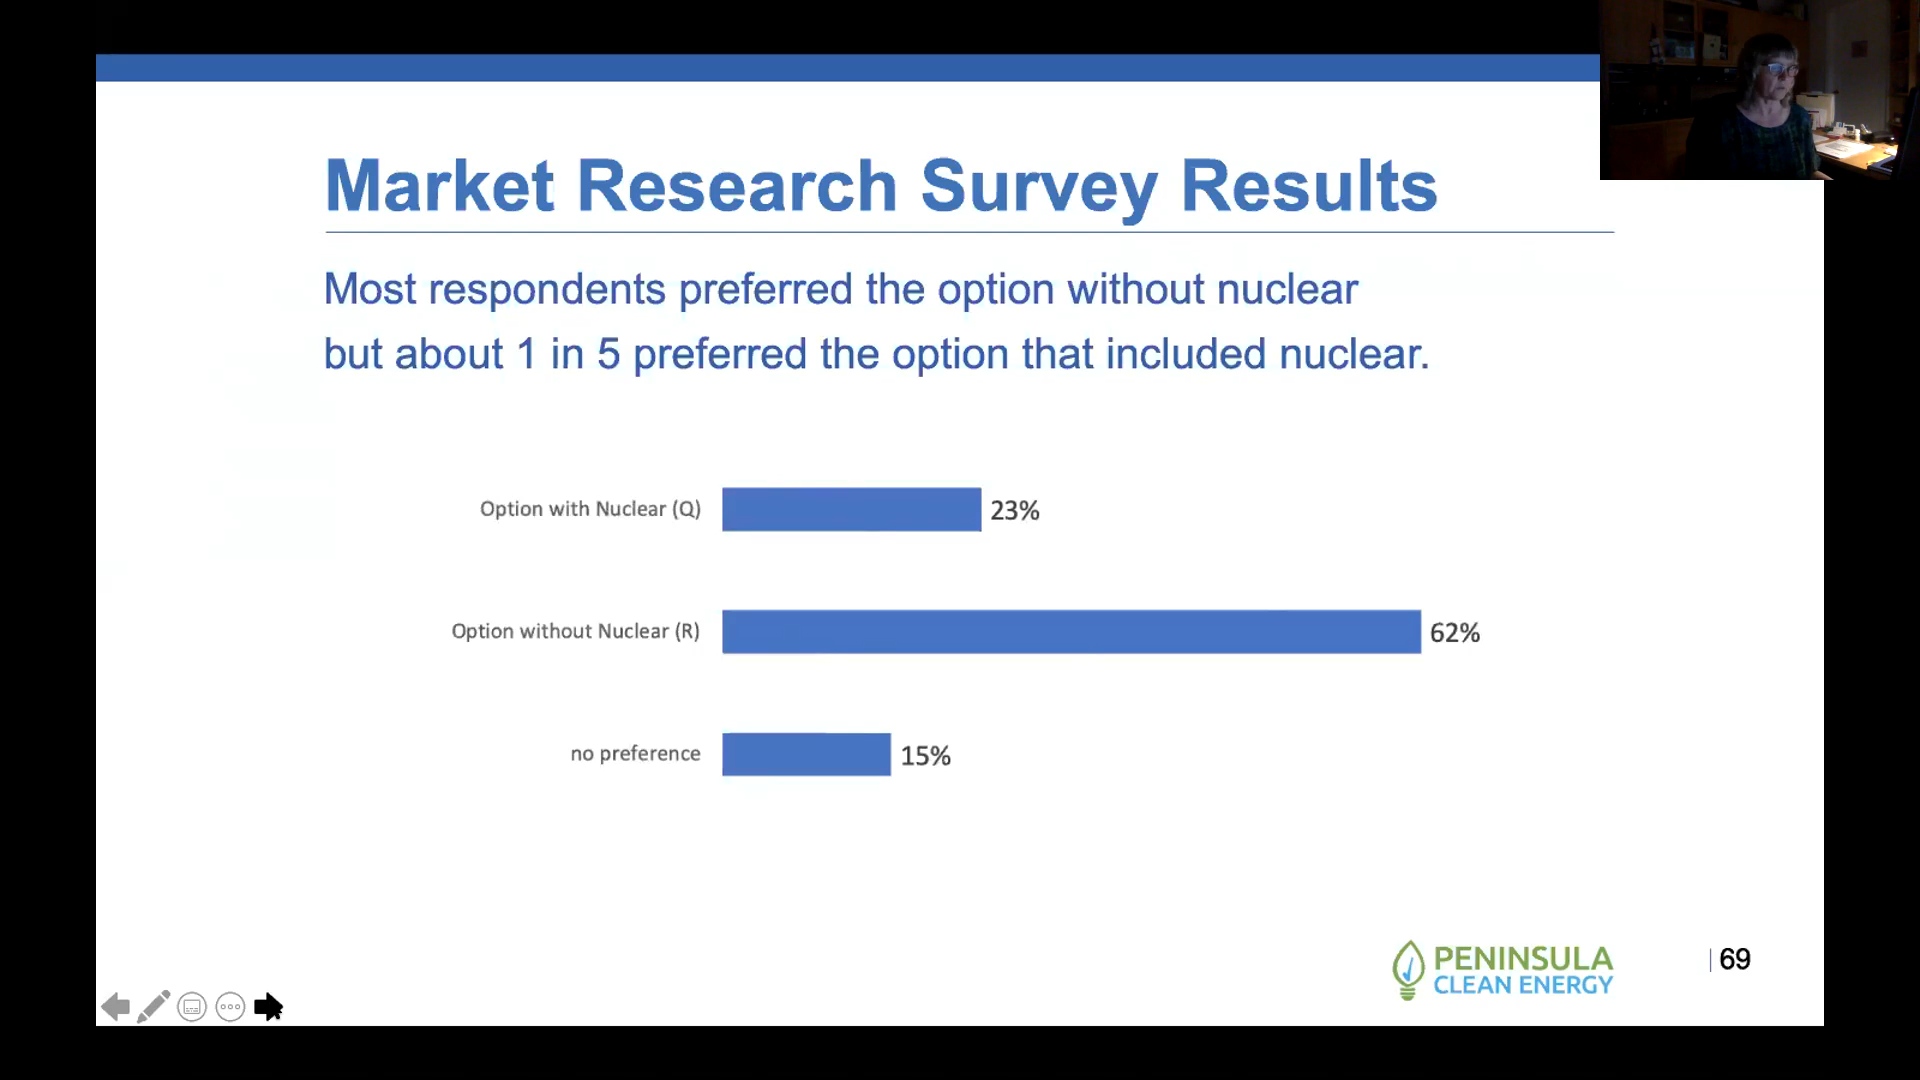 Market Research Survey Results
Most respondents preferred the option without nuclear
but about 1 in 5 preferred the option that included nuclear.
Option with Nuclear (Q) 23%
Option without Nuclear (R) 62%
no preference 15%
PENINSULA
CLEAN ENERGY
69